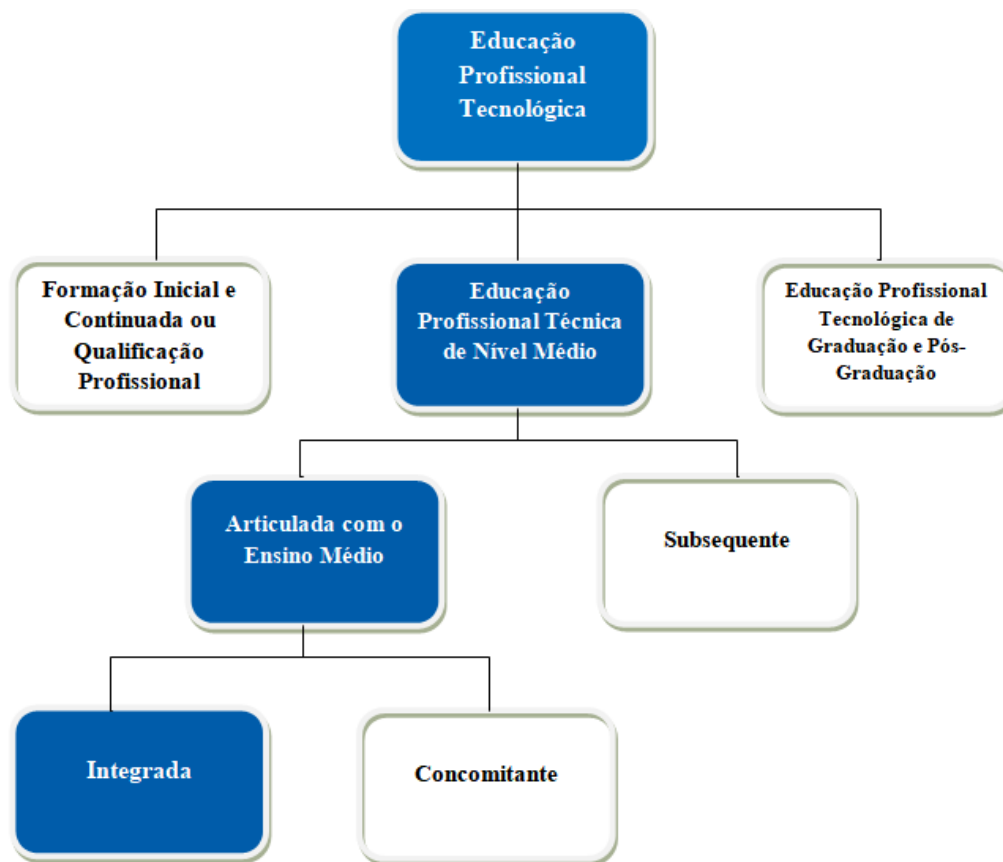 Educação
Profissional
Tecnológica
Formação Inicial e
Continuada ou
Qualificação
Profissional
Educação
Profissional Técnica
de Nível Médio
Educação Profissional
Tecnológica de
Graduação e Pós-
Graduação
Articulada com o
Ensino Médio
Subsequente
Integrada
Concomitante